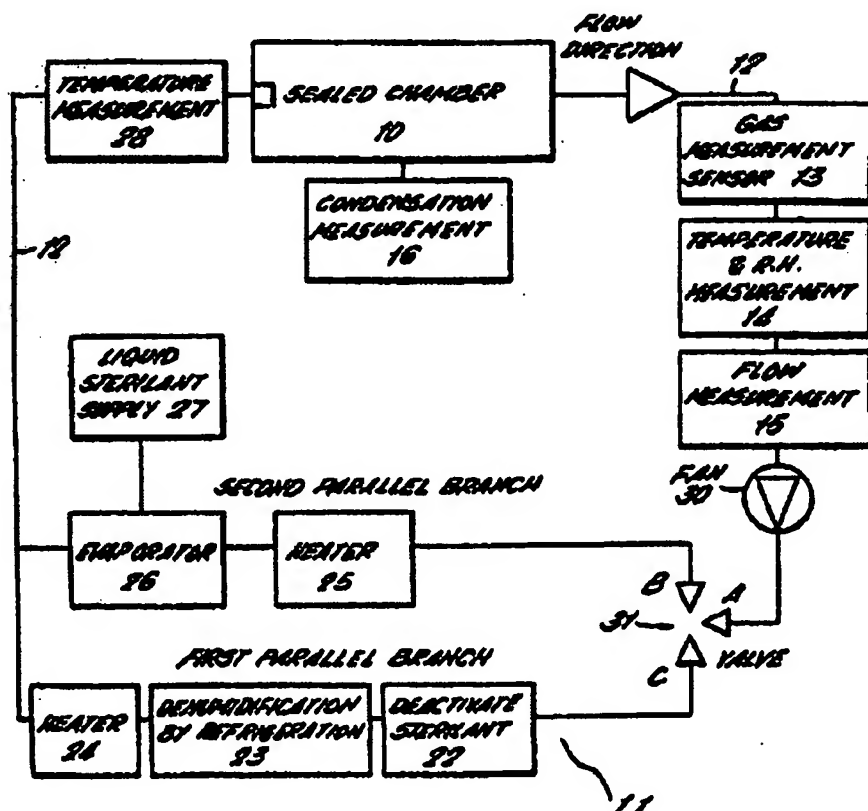 FLOW
DIRECTION
TEMPERATURE
MEASUREMENT
28
SEALED CHAMBER
10
12
GAS
MEASUREMENT
SENSOR 13
CONDENSATION
MEASUREMENT
16
TEMPERATURE
& R.H.
MEASUREMENT
14
12
FLOW
MEASUREMENT
15
LIQUID
STERILANT
SUPPLY 27
FAN
30
SECOND PARALLEL BRANCH
EVAPORATOR
26
HEATER
25
B
A
31
VALVE
C
FIRST PARALLEL BRANCH
HEATER
24
DEHUMIDIFICATION
BY REFRIGERATION
23
DEACTIVATE
STERILANT
22
11